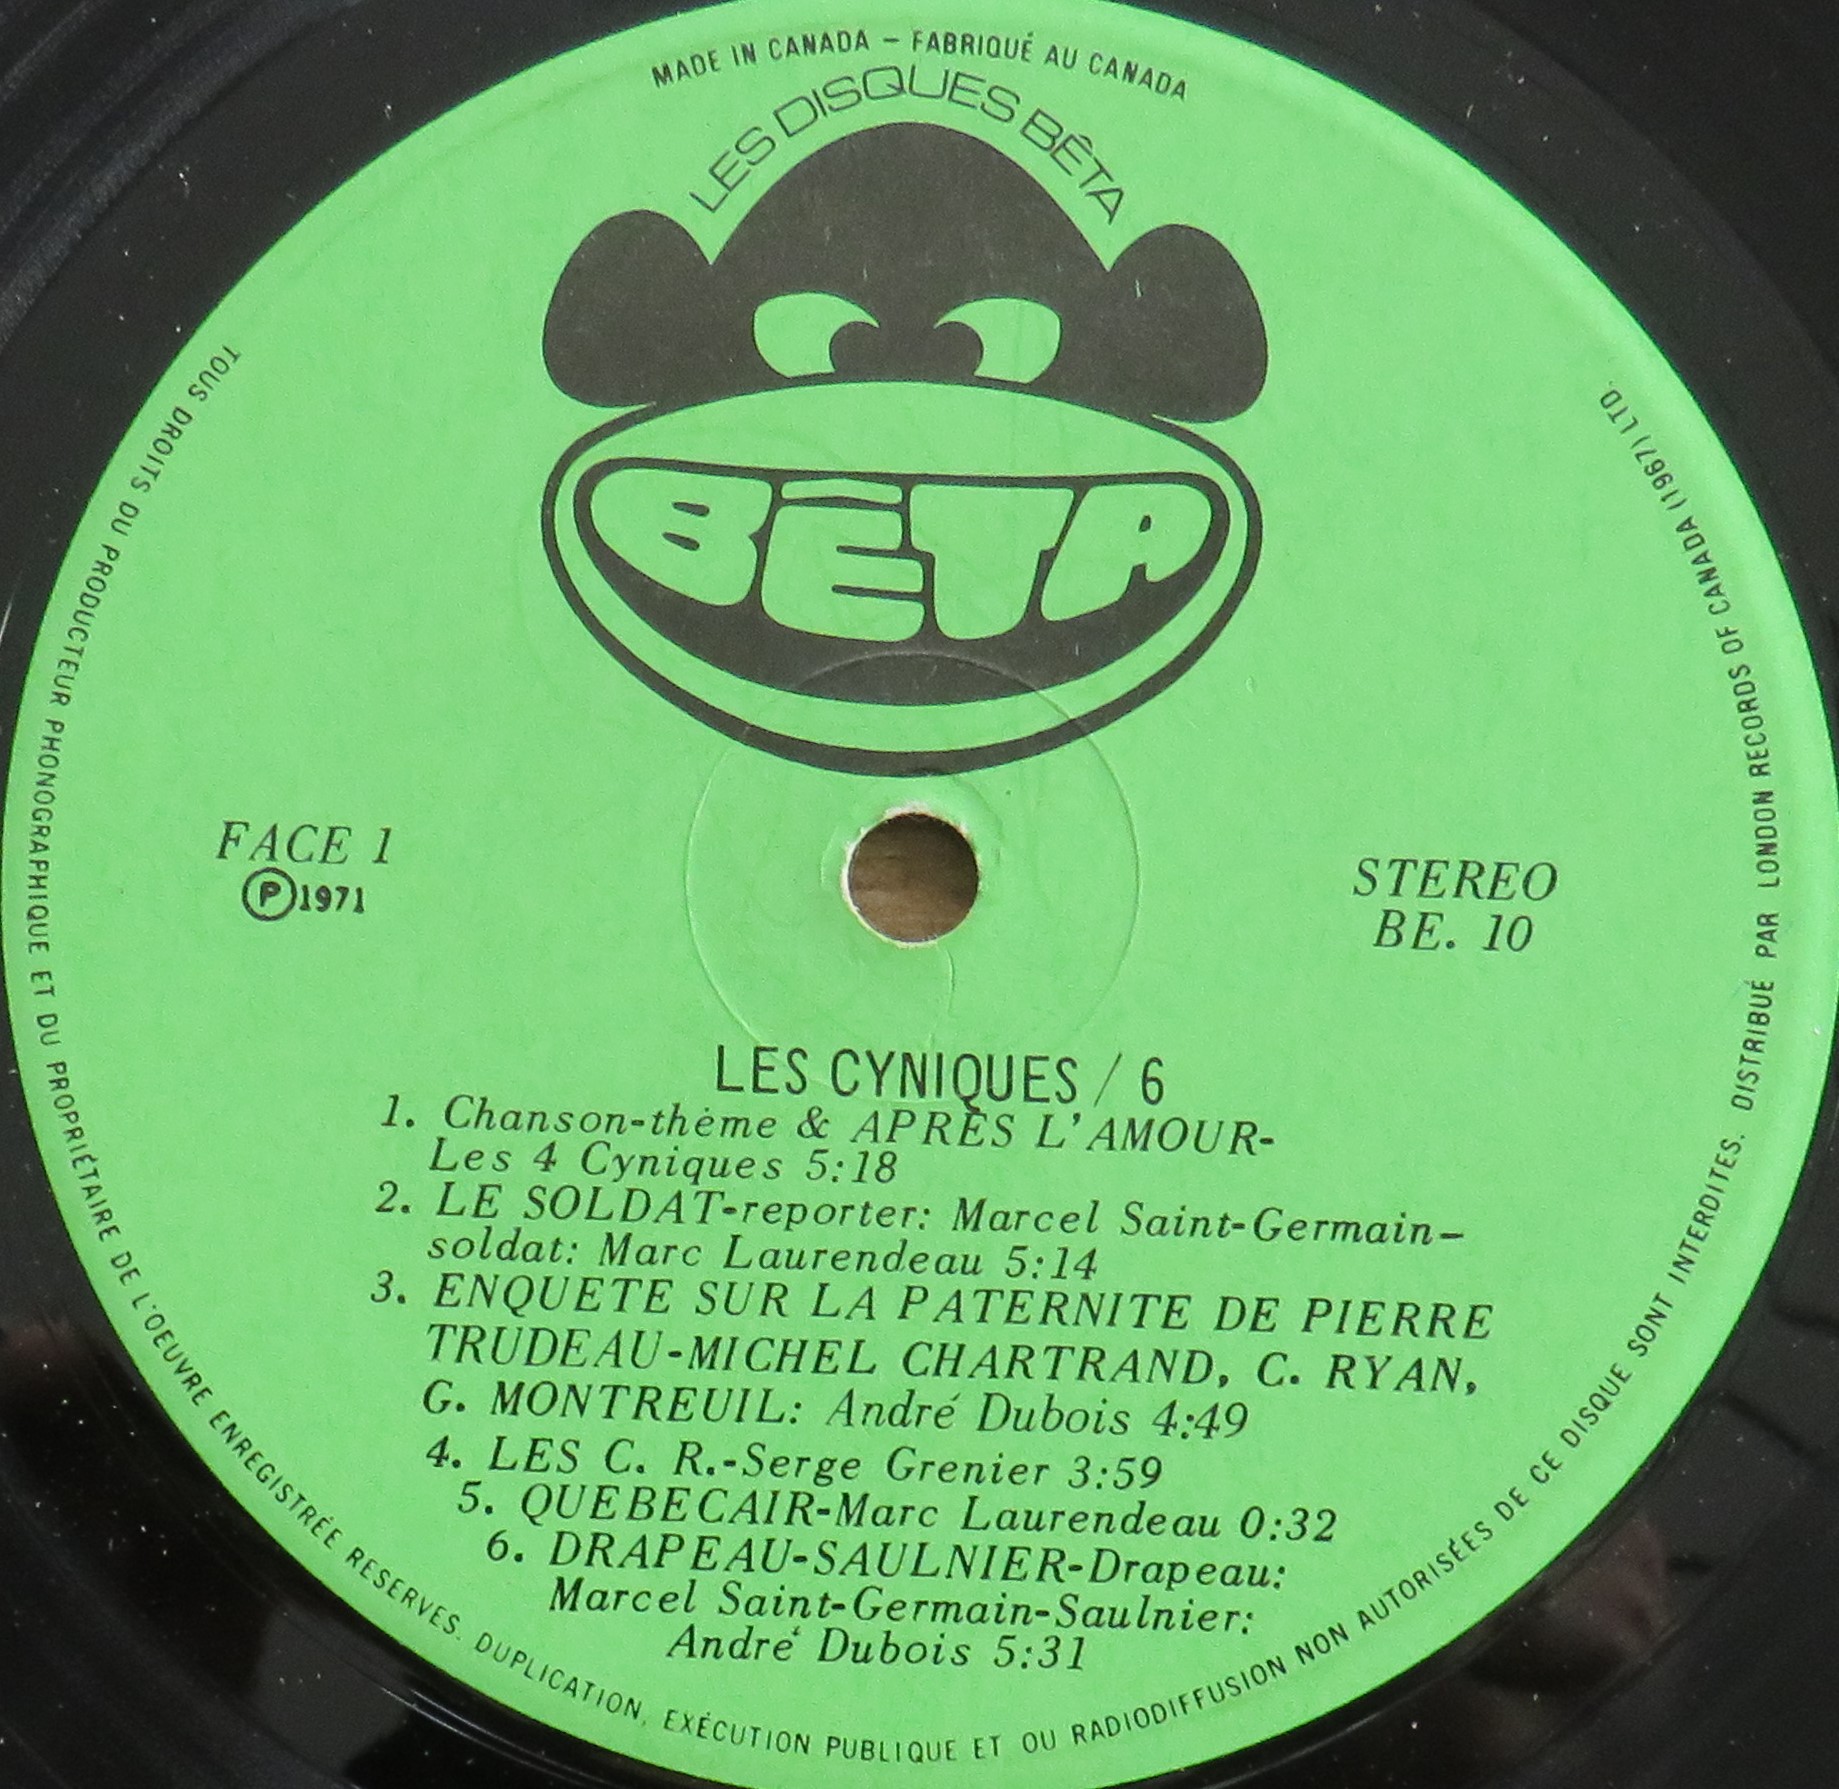 MADE IN CANADA – FABRIQUÉ AU CANADA
LES DISQUES BÊTA
BÊTA
FACE 1
Ⓟ1971
STEREO
BE. 10
LES CYNIQUES / 6
1. Chanson-thème & APRÈS L'AMOUR-
Les 4 Cyniques 5:18
2. LE SOLDAT-reporter: Marcel Saint-Germain-
soldat: Marc Laurendeau 5:14
3. ENQUETE SUR LA PATERNITE DE PIERRE
TRUDEAU-MICHEL CHARTRAND, C. RYAN,
G. MONTREUIL: André Dubois 4:49
4. LES C. R.-Serge Grenier 3:59
5. QUEBECAIR-Marc Laurendeau 0:32
6. DRAPEAU-SAULNIER-Drapeau:
Marcel Saint-Germain-Saulnier:
André Dubois 5:31
TOUS DROITS DU PRODUCTEUR PHONOGRAPHIQUE ET DU PROPRIÉTAIRE DE L'OEUVRE ENREGISTRÉE RESERVÉS. DUPLICATION, EXÉCUTION PUBLIQUE ET OU RADIODIFFUSION NON AUTORISÉES DE CE DISQUE SONT INTERDITES. DISTRIBUÉ PAR LONDON RECORDS OF CANADA (1967) LTD.